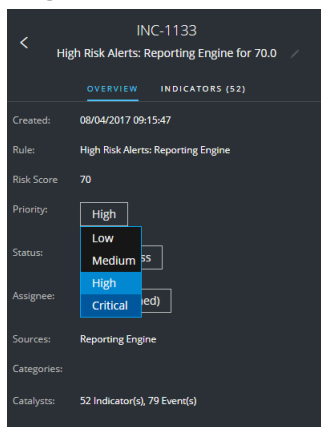 INC-1133
High Risk Alerts: Reporting Engine for 70.0
OVERVIEW INDICATORS (52)
Created: 08/04/2017 09:15:47
Rule: High Risk Alerts: Reporting Engine
Risk Score 70
Priority: High
Low
Status: Medium ss
High
Assignee: Critical ed)
Sources: Reporting Engine
Categories:
Catalysts: 52 Indicator(s), 79 Event(s)